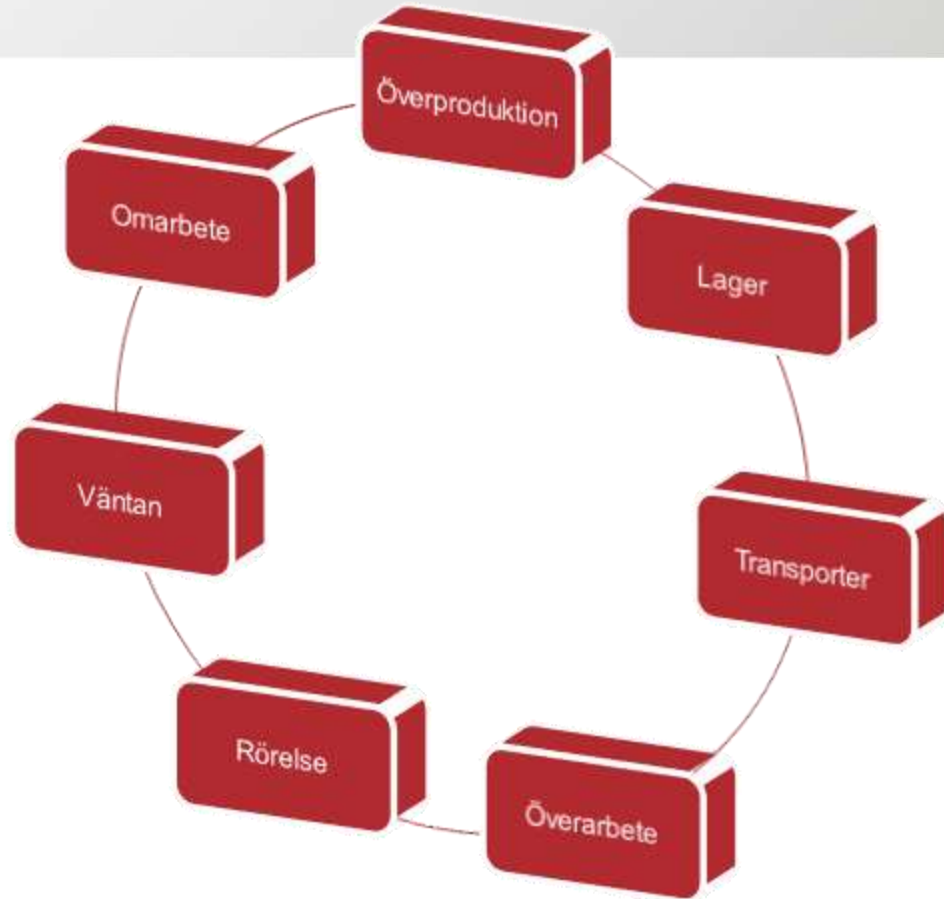 Överproduktion
Lager
Transporter
Överarbete
Rörelse
Väntan
Omarbete